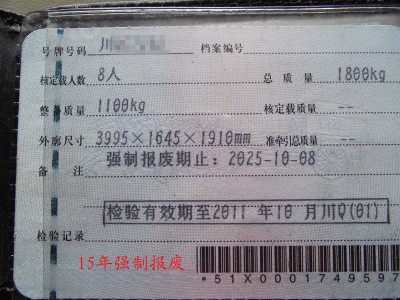 号牌号码 川 档案编号
核定载人数 8人 总质量 1800kg
整备质量 1100kg 核定载质量 --
外廓尺寸 3995×1645×1910mm 准牵引总质量 --
备注 强制报废期止：2025-10-08
检验有效期至2011 年10 月川Q(01)
检验记录
15年强制报废
*51X0001749597